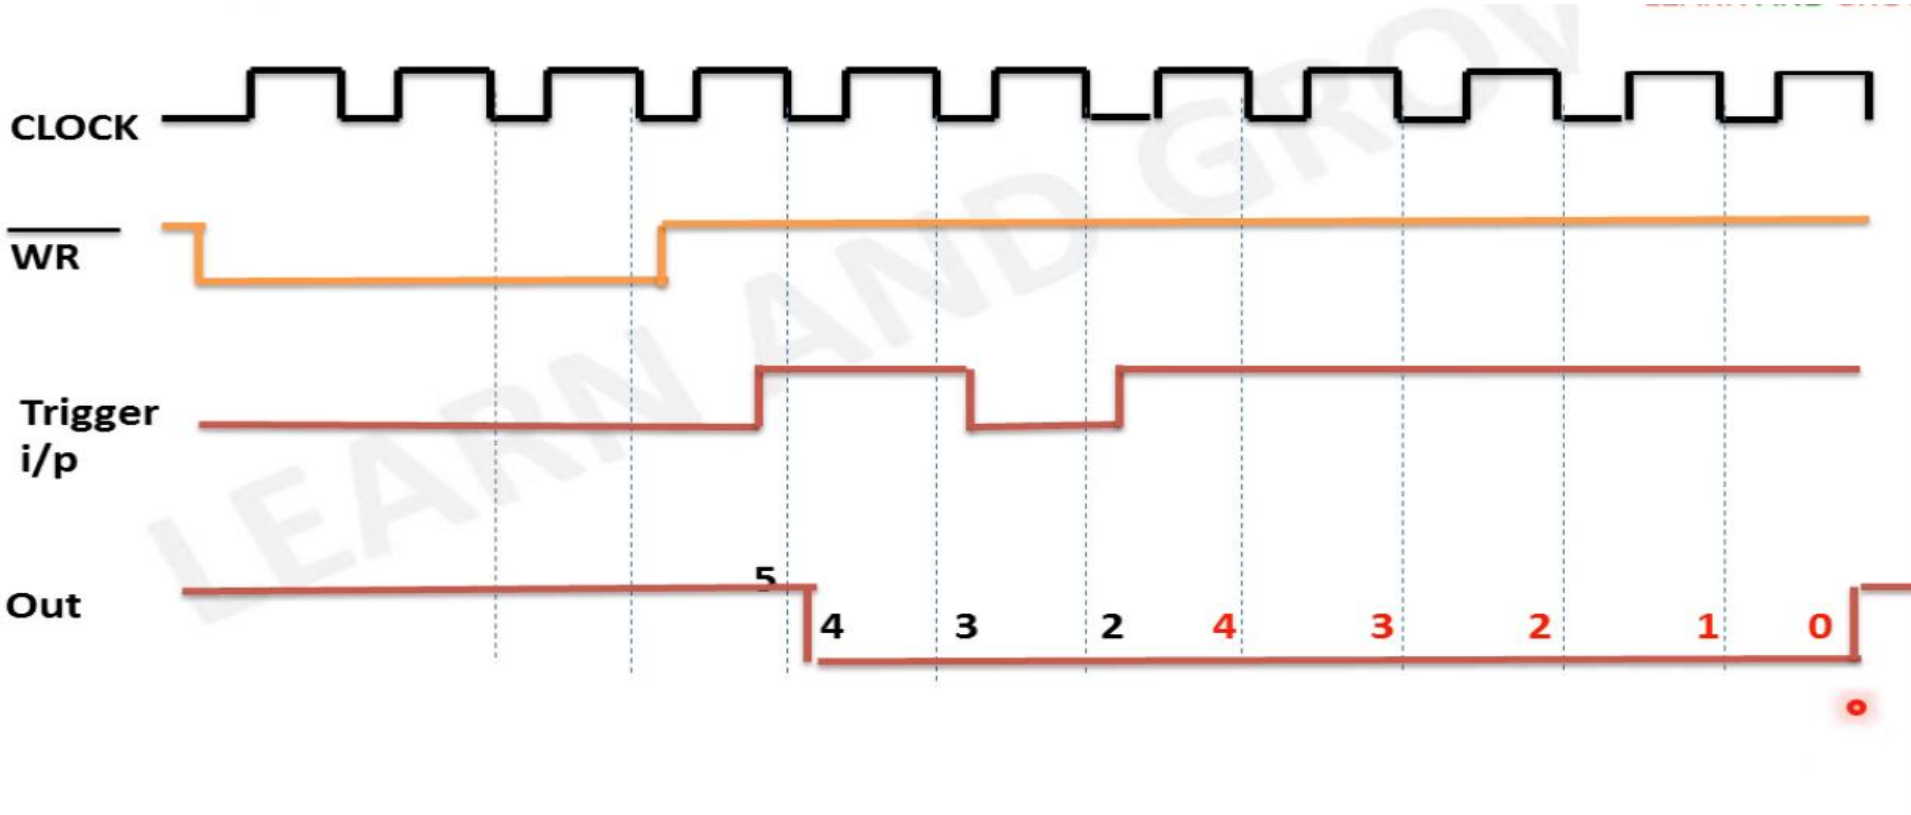 CLOCK
WR
Trigger
i/p
Out
5
4 3 2 4 3 2 1 0
LEARN AND GROW